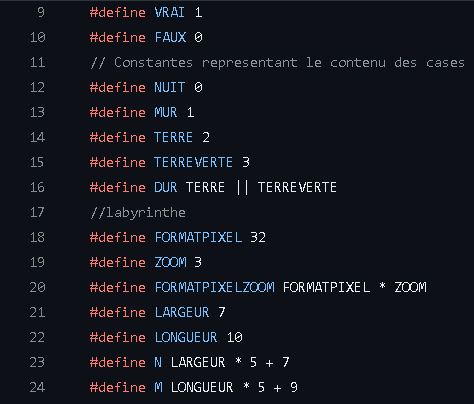 9 #define VRAI 1
10 #define FAUX 0
11 // Constantes representant le contenu des cases
12 #define NUIT 0
13 #define MUR 1
14 #define TERRE 2
15 #define TERREVERTE 3
16 #define DUR TERRE || TERREVERTE
17 //labyrinthe
18 #define FORMATPIXEL 32
19 #define ZOOM 3
20 #define FORMATPIXELZOOM FORMATPIXEL * ZOOM
21 #define LARGEUR 7
22 #define LONGUEUR 10
23 #define N LARGEUR * 5 + 7
24 #define M LONGUEUR * 5 + 9